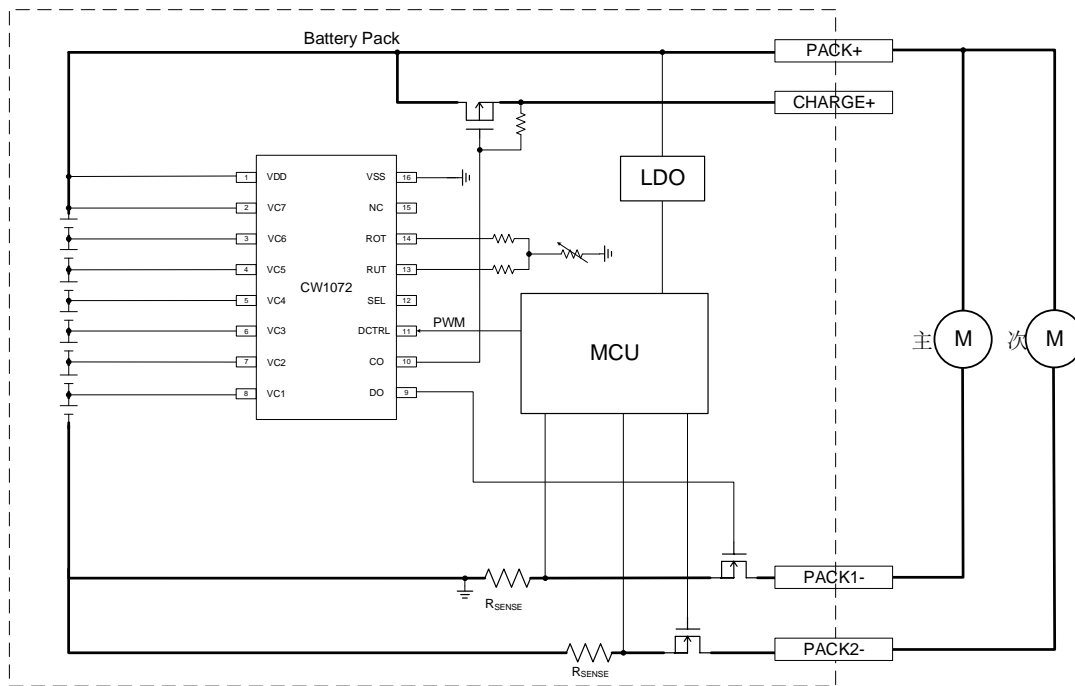 Battery Pack
PACK+
CHARGE+
LDO
1 VDD VSS 16
2 VC7 NC 15
3 VC6 ROT 14
4 VC5 RUT 13
CW1072
5 VC4 SEL 12
6 VC3 DCTRL 11 PWM
7 VC2 CO 10
8 VC1 DO 9
MCU
主 M 次 M
PACK1-
RSENSE
PACK2-
RSENSE